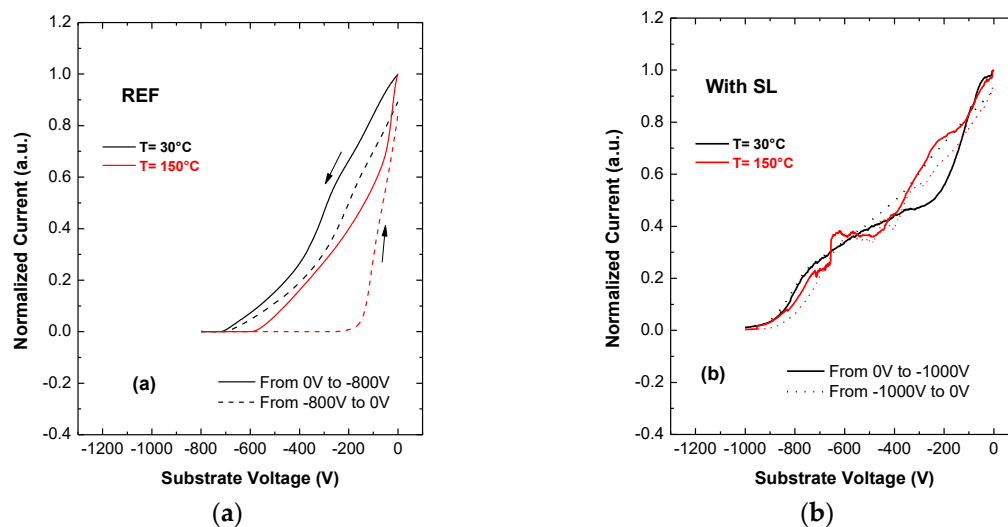 1.2
1.0
0.8
0.6
0.4
0.2
0.0
-0.2
-0.4
Normalized Current (a.u.)
REF
T= 30°C
T= 150°C
(a)
From 0V to -800V
From -800V to 0V
-1200 -1000 -800 -600 -400 -200 0
Substrate Voltage (V)
(a)
1.2
1.0
0.8
0.6
0.4
0.2
0.0
-0.2
-0.4
Normalized Current (a.u.)
With SL
T= 30°C
T= 150°C
(b)
From 0V to -1000V
From -1000V to 0V
-1200 -1000 -800 -600 -400 -200 0
Substrate Voltage (V)
(b)